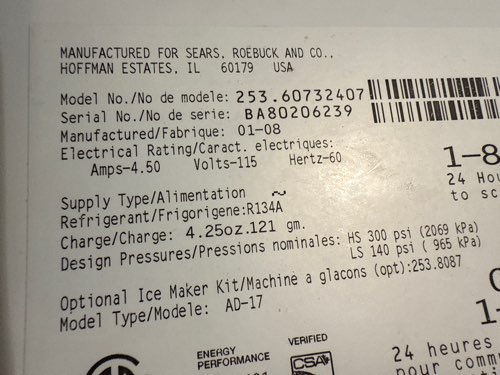 MANUFACTURED FOR SEARS, ROEBUCK AND CO.,
HOFFMAN ESTATES, IL 60179 USA
Model No./No de modele: 253.60732407
Serial No./No de serie: BA80206239
Manufactured/Fabrique: 01-08
Electrical Rating/Caract. electriques:
Amps-4.50 Volts-115 Hertz-60
1-8
24 Hou
to sc
Supply Type/Alimentation ~
Refrigerant/Frigorigene:R134A
Charge/Charge: 4.25oz.121 gm.
Design Pressures/Pressions nominales: HS 300 psi (2069 kPa)
LS 140 psi ( 965 kPa)
Optional Ice Maker Kit/Machine a glacons (opt):253.8087
Model Type/Modele: AD-17
1-
24 heures
pour comm
ENERGY
PERFORMANCE
VERIFIED
CSA